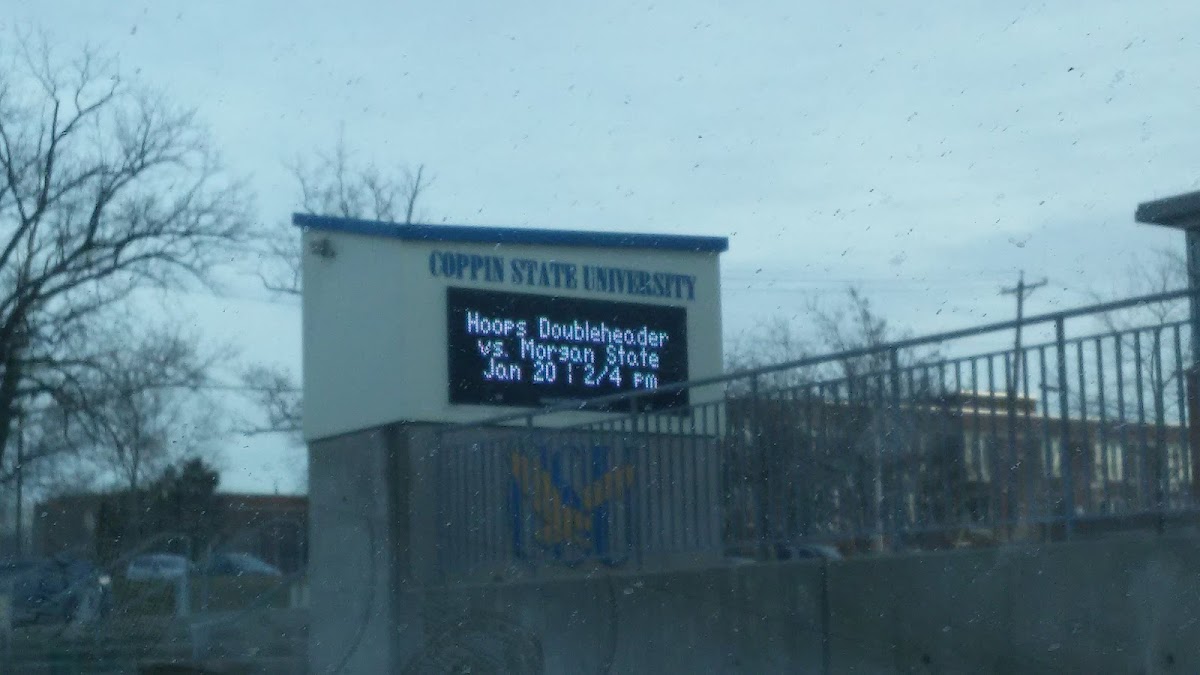 COPPIN STATE UNIVERSITY
Hoops Doubleheader
vs. Morgan State
Jan 20 | 2/4 pm